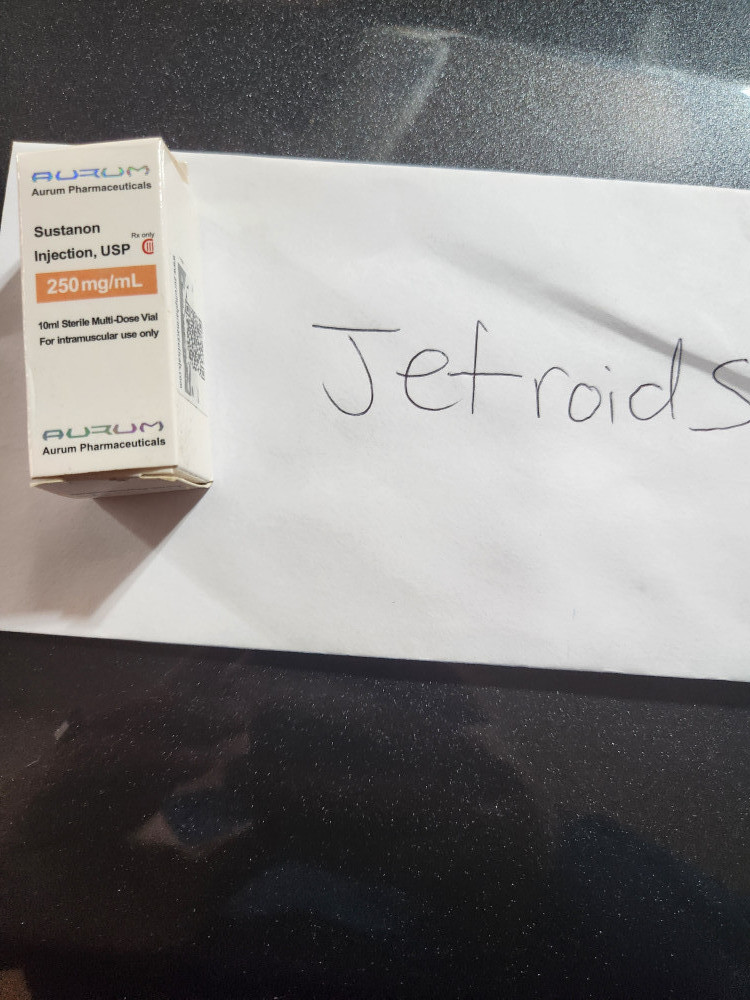 AURUM
Aurum Pharmaceuticals
Sustanon
Rx only
Injection, USP
CIII
250 mg/mL
10ml Sterile Multi-Dose Vial
For intramuscular use only
AURUM
Aurum Pharmaceuticals
Jetroids